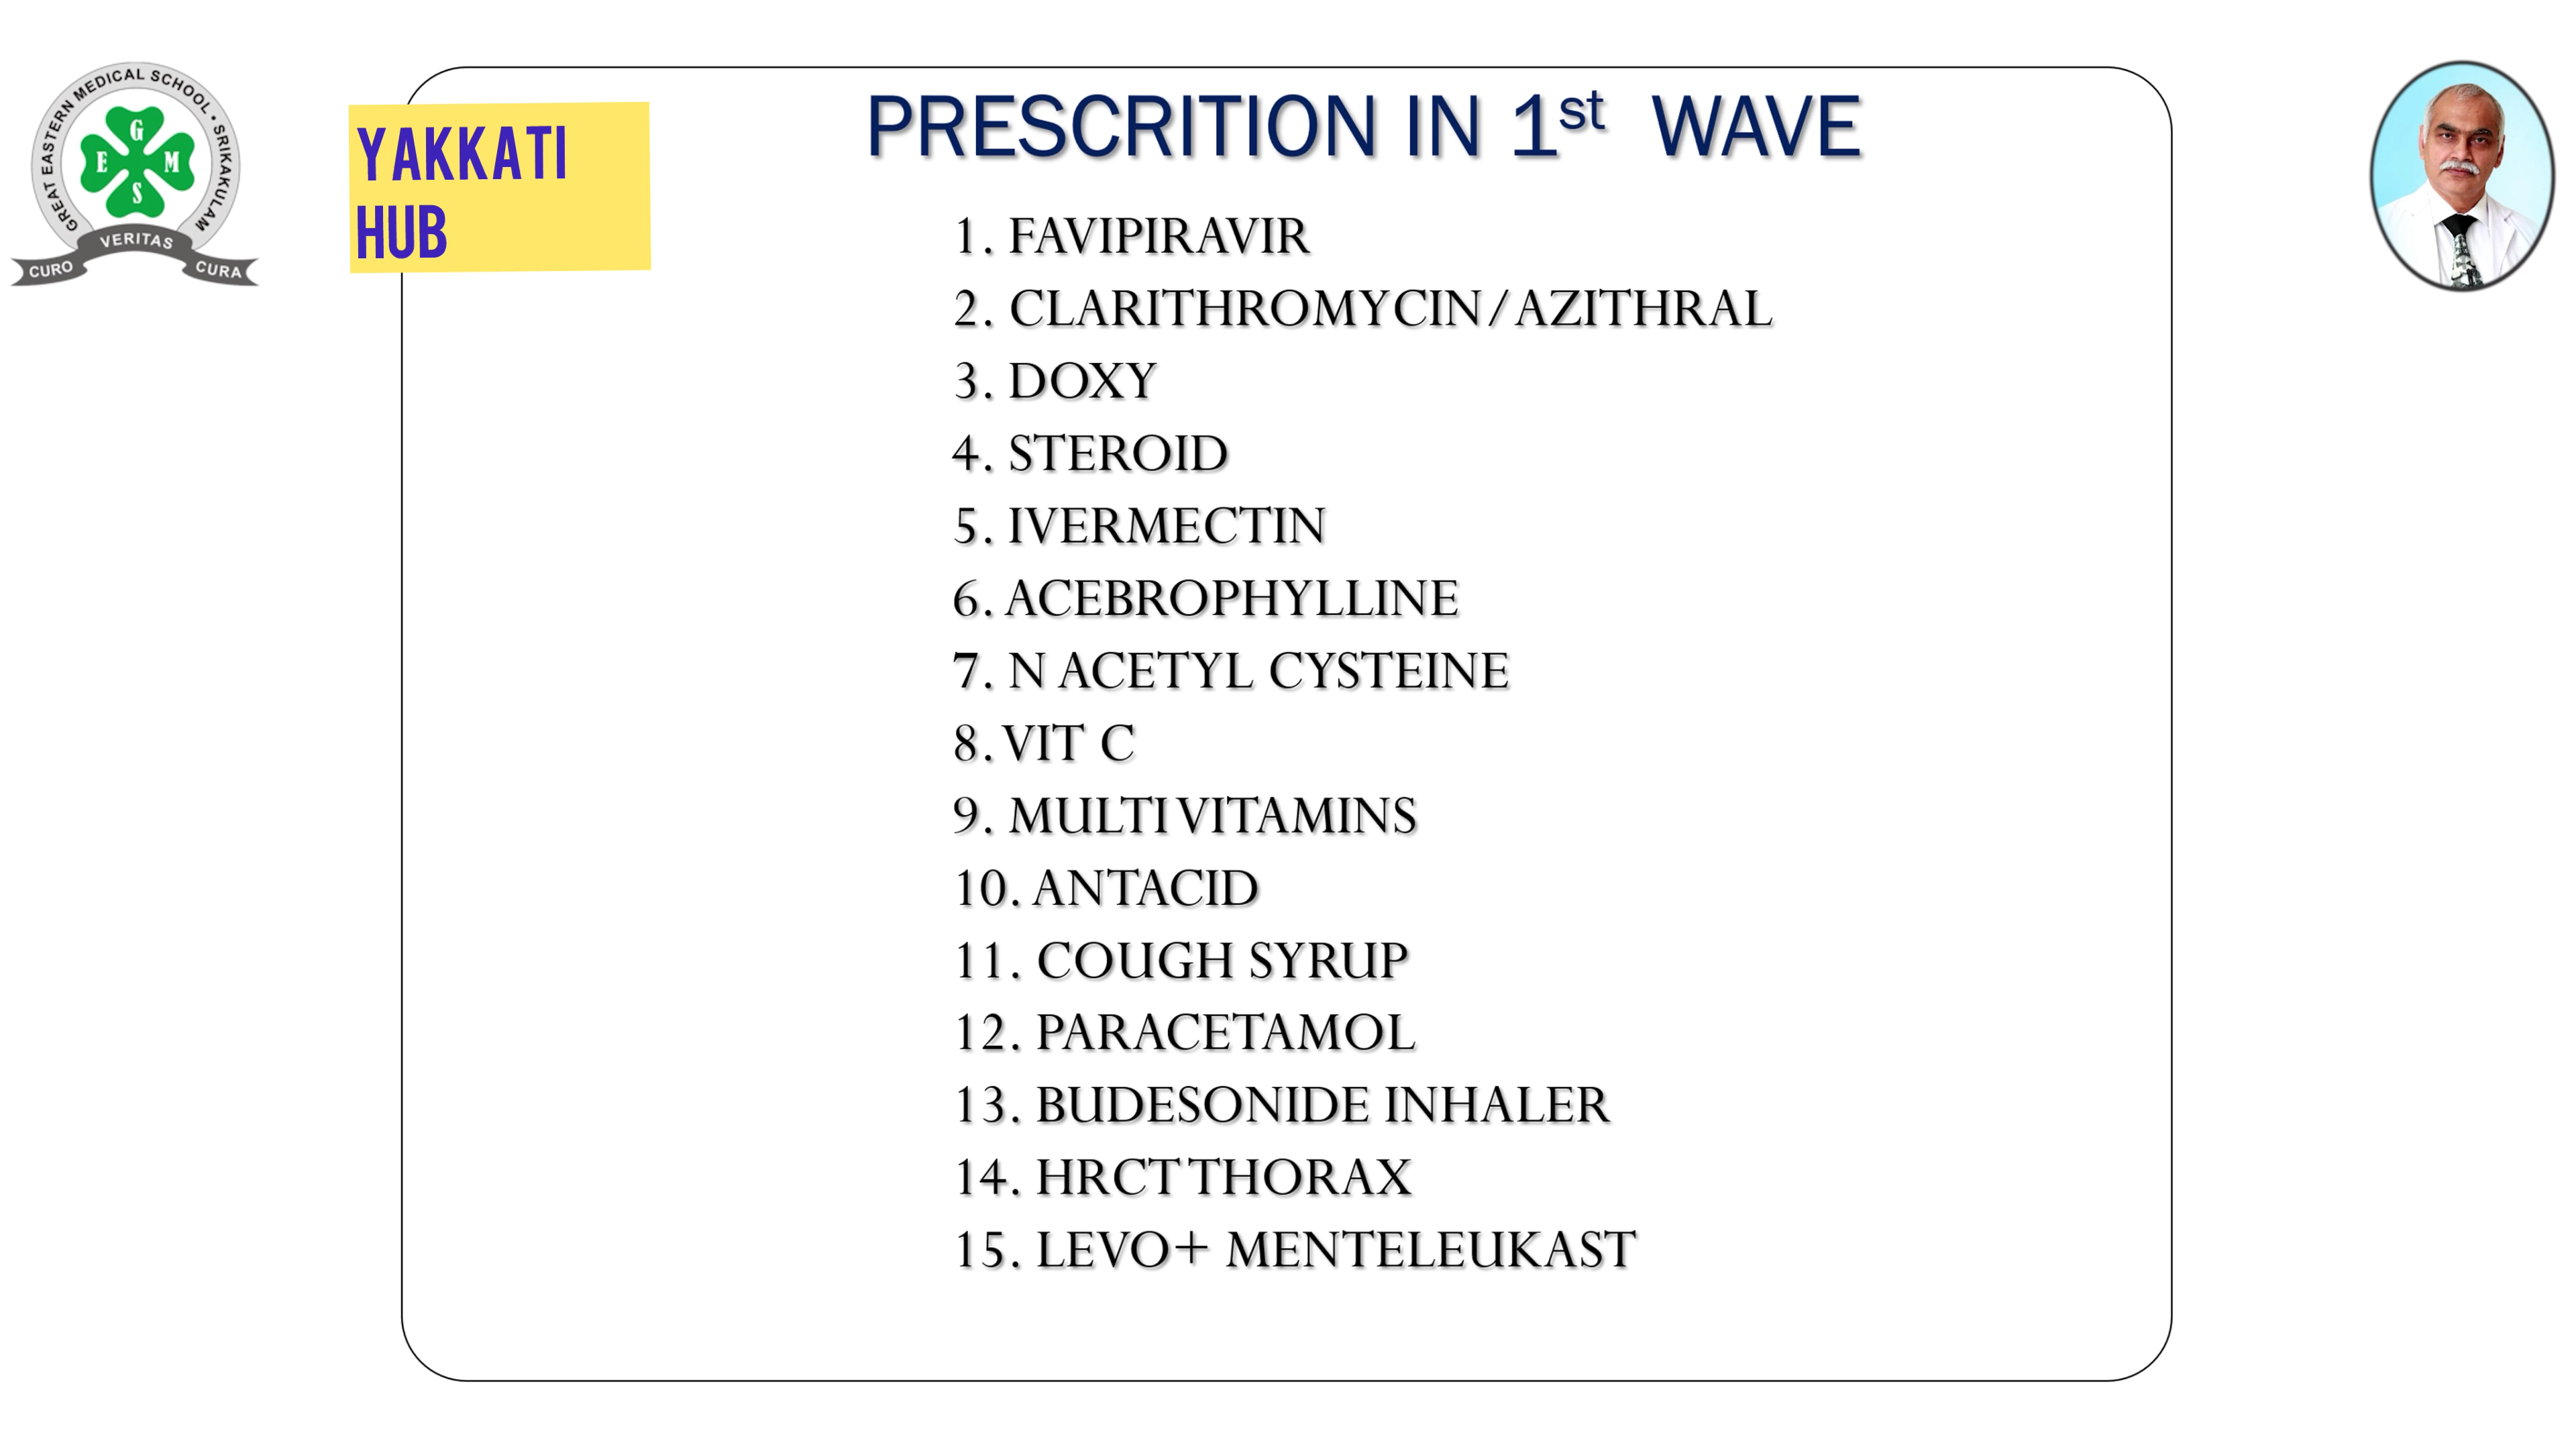 GREAT EASTERN MEDICAL SCHOOL • SRIKAKULAM
G
E M
S
VERITAS
CURO CURA
YAKKATI
HUB
PRESCRITION IN 1st WAVE
1. FAVIPIRAVIR
2. CLARITHROMYCIN/AZITHRAL
3. DOXY
4. STEROID
5. IVERMECTIN
6. ACEBROPHYLLINE
7. N ACETYL CYSTEINE
8. VIT C
9. MULTI VITAMINS
10. ANTACID
11. COUGH SYRUP
12. PARACETAMOL
13. BUDESONIDE INHALER
14. HRCT THORAX
15. LEVO+ MENTELEUKAST